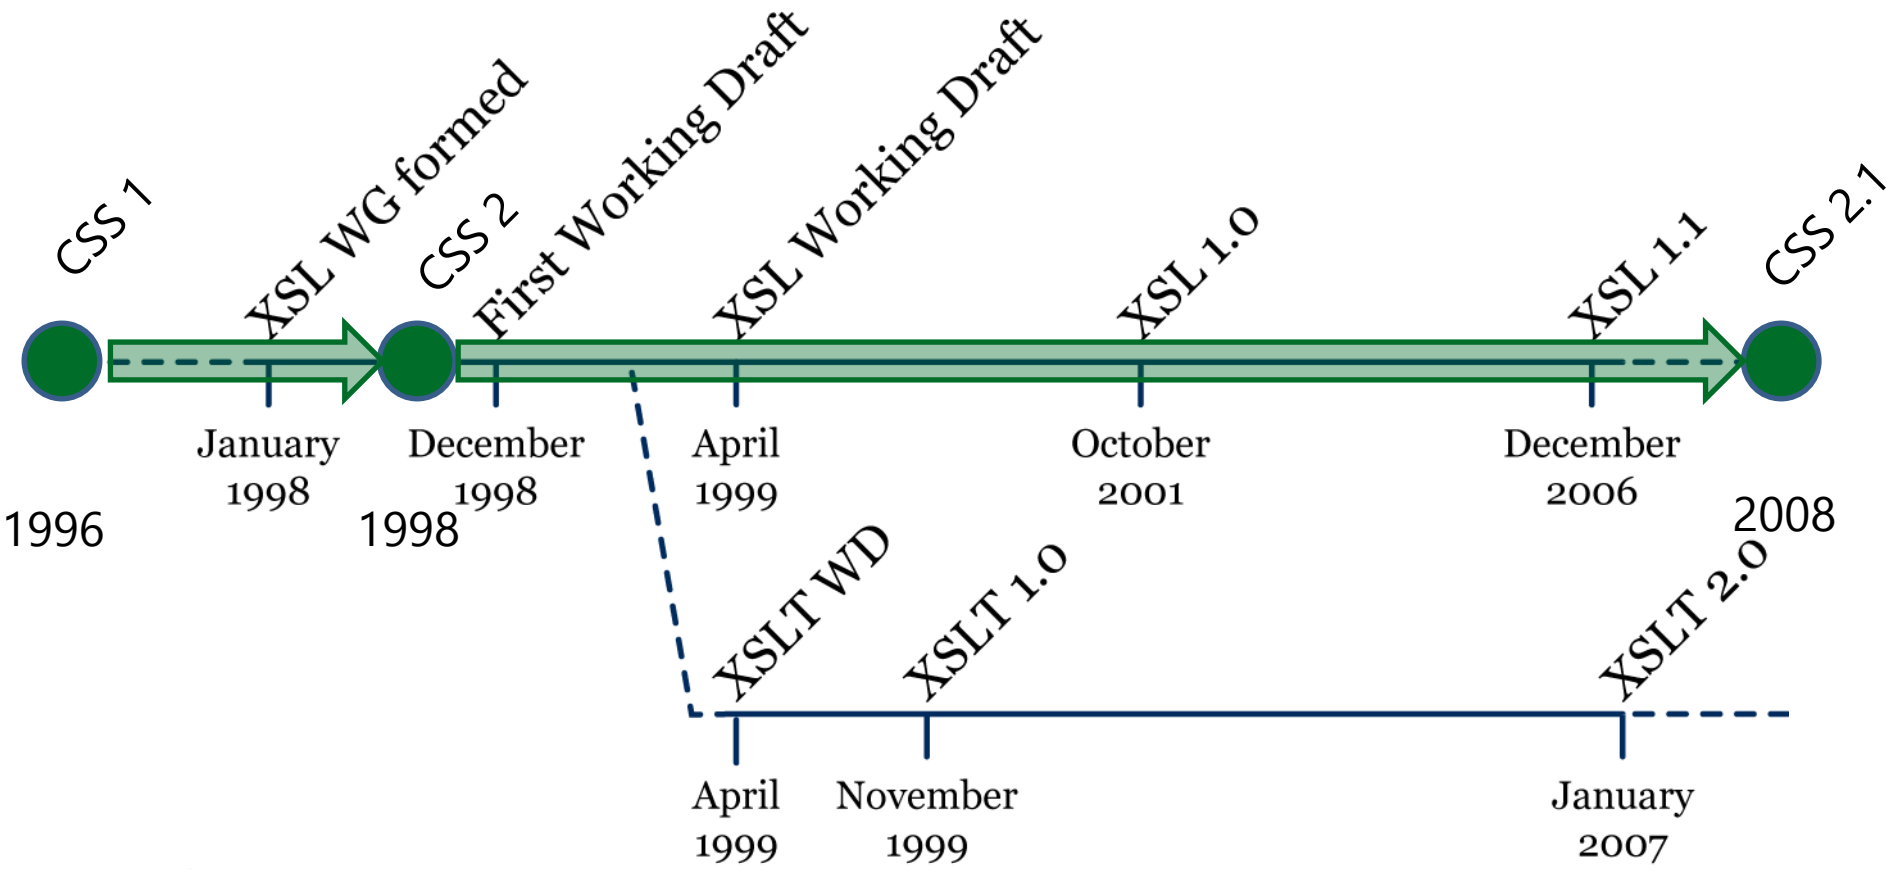 CSS 1
XSL WG formed
CSS 2
First Working Draft
XSL Working Draft
XSL 1.0
XSL 1.1
CSS 2.1
January
1998
December
1998
April
1999
October
2001
December
2006
1996
1998
2008
XSLT WD
XSLT 1.0
XSLT 2.0
April
1999
November
1999
January
2007